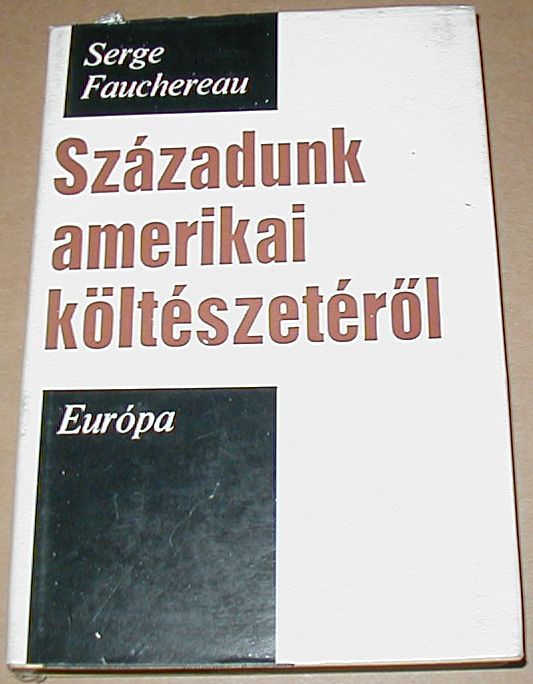 Serge
Fauchereau
Századunk
amerikai
költészetéről
Európa